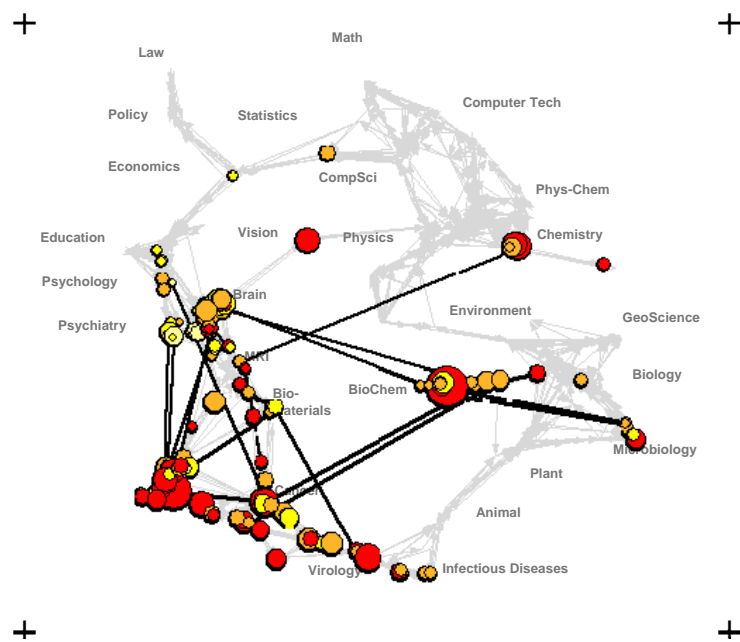 Math
Law
Computer Tech
Policy
Statistics
Economics
CompSci
Phys-Chem
Education
Vision
Physics
Chemistry
Psychology
Brain
Environment
GeoScience
Psychiatry
MRI
BioChem
Biology
Bio-
materials
Microbiology
Plant
Cancer
Animal
Virology
Infectious Diseases